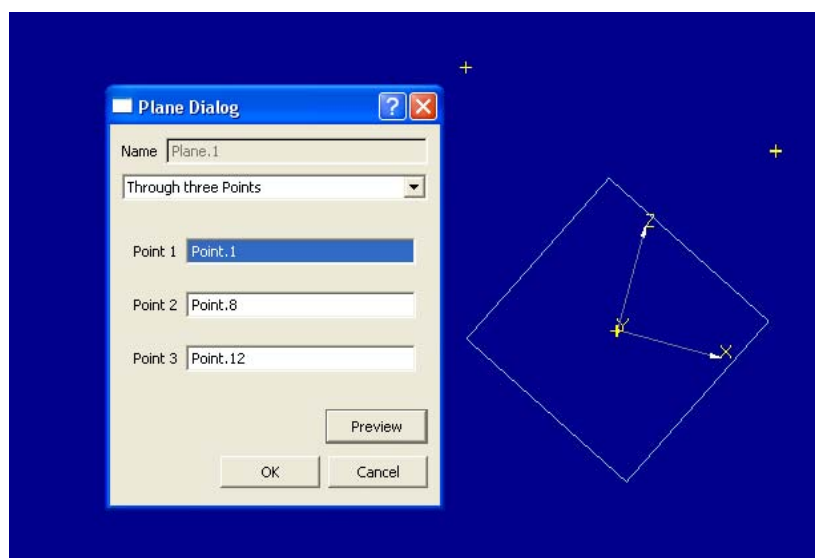 Plane Dialog
Name Plane.1
Through three Points
Point 1 Point.1
Point 2 Point.8
Point 3 Point.12
Preview
OK Cancel
Z
Y
X